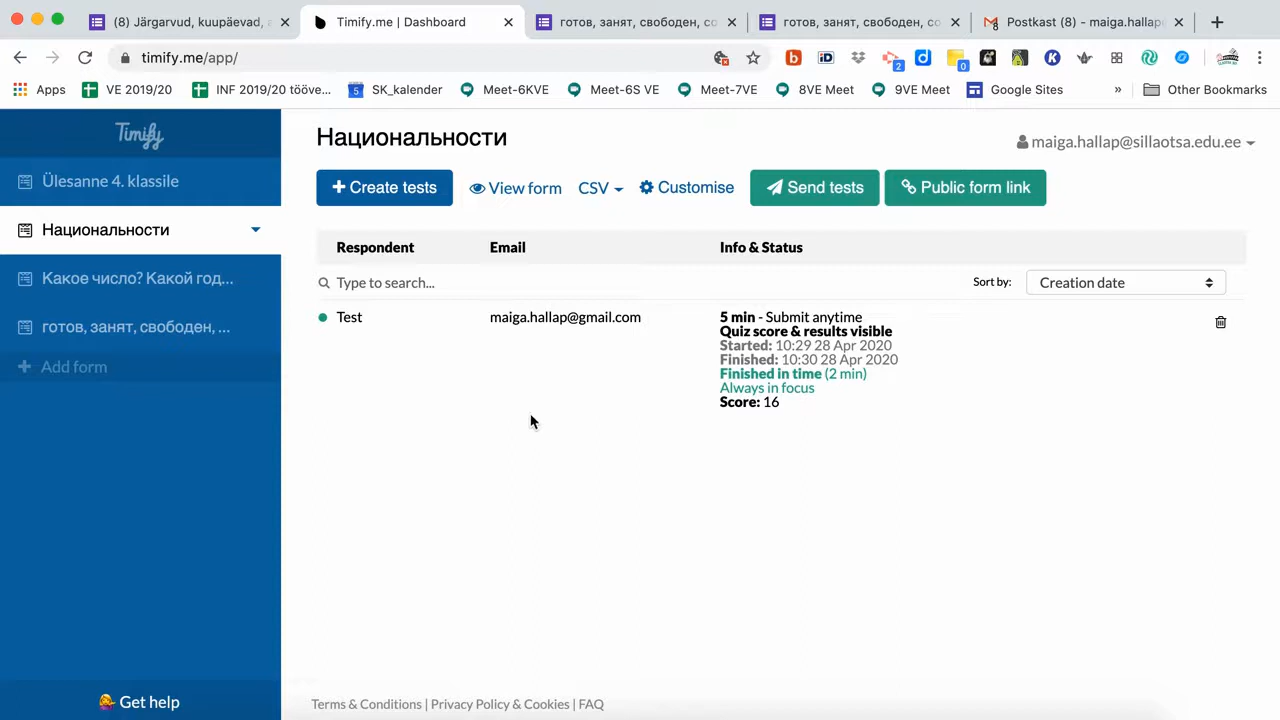 (8) Järgarvud, kuupäevad, a
Timify.me | Dashboard
готов, занят, свободен, со
готов, занят, свободен, со
Postkast (8) - maiga.hallap
timify.me/app/
2
0
Apps
VE 2019/20
INF 2019/20 tööve...
SK_kalender
Meet-6KVE
Meet-6S VE
Meet-7VE
8VE Meet
9VE Meet
Google Sites
»
Other Bookmarks
Timify
Ülesanne 4. klassile
Национальности
Какое число? Какой год...
готов, занят, свободен, ...
Add form
Get help
Национальности
maiga.hallap@sillaotsa.edu.ee
Create tests
View form
CSV
Customise
Send tests
Public form link
Respondent
Email
Info & Status
Type to search...
Sort by:
Creation date
Test
maiga.hallap@gmail.com
5 min - Submit anytime
Quiz score & results visible
Started: 10:29 28 Apr 2020
Finished: 10:30 28 Apr 2020
Finished in time (2 min)
Always in focus
Score: 16
Terms & Conditions | Privacy Policy & Cookies | FAQ